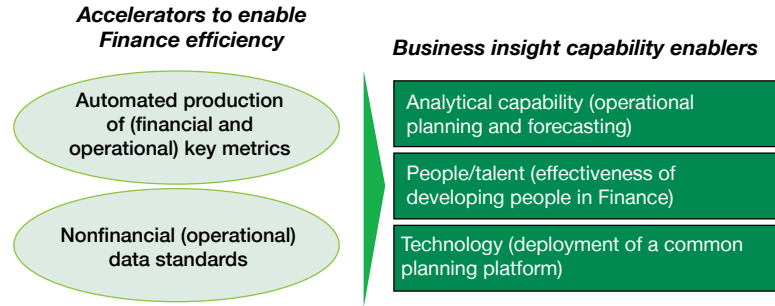 Accelerators to enable
Finance efficiency
Automated production
of (financial and
operational) key metrics
Nonfinancial (operational)
data standards
Business insight capability enablers
Analytical capability (operational
planning and forecasting)
People/talent (effectiveness of
developing people in Finance)
Technology (deployment of a common
planning platform)